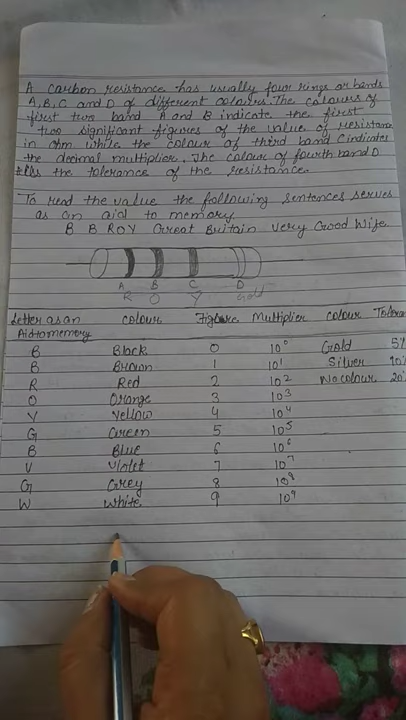 A carbon resistance has usually four rings or bands
A, B, C and D of different colours. The colours of
first two band A and B indicate the first
two significant figures of the value of resistance
in ohm while the colour of third band C indicates
the decimal multiplier, The colour of fourth band D
tells the tolerance of the resistance.
To read the value the following sentences serves
as an aid to memory
B B ROY Great Britain Very Good Wife.
A B C D
R O Y Gold
Letter as an colour Figure Multiplier colour Toleran
Aid to memory
B Black 0 10⁰ Gold 5%
B Brown 1 10¹ Silver 10%
R Red 2 10² No colour 20%
O Orange 3 10³
Y Yellow 4 10⁴
G Green 5 10⁵
B Blue 6 10⁶
V Violet 7 10⁷
G Grey 8 10⁸
W White 9 10⁹